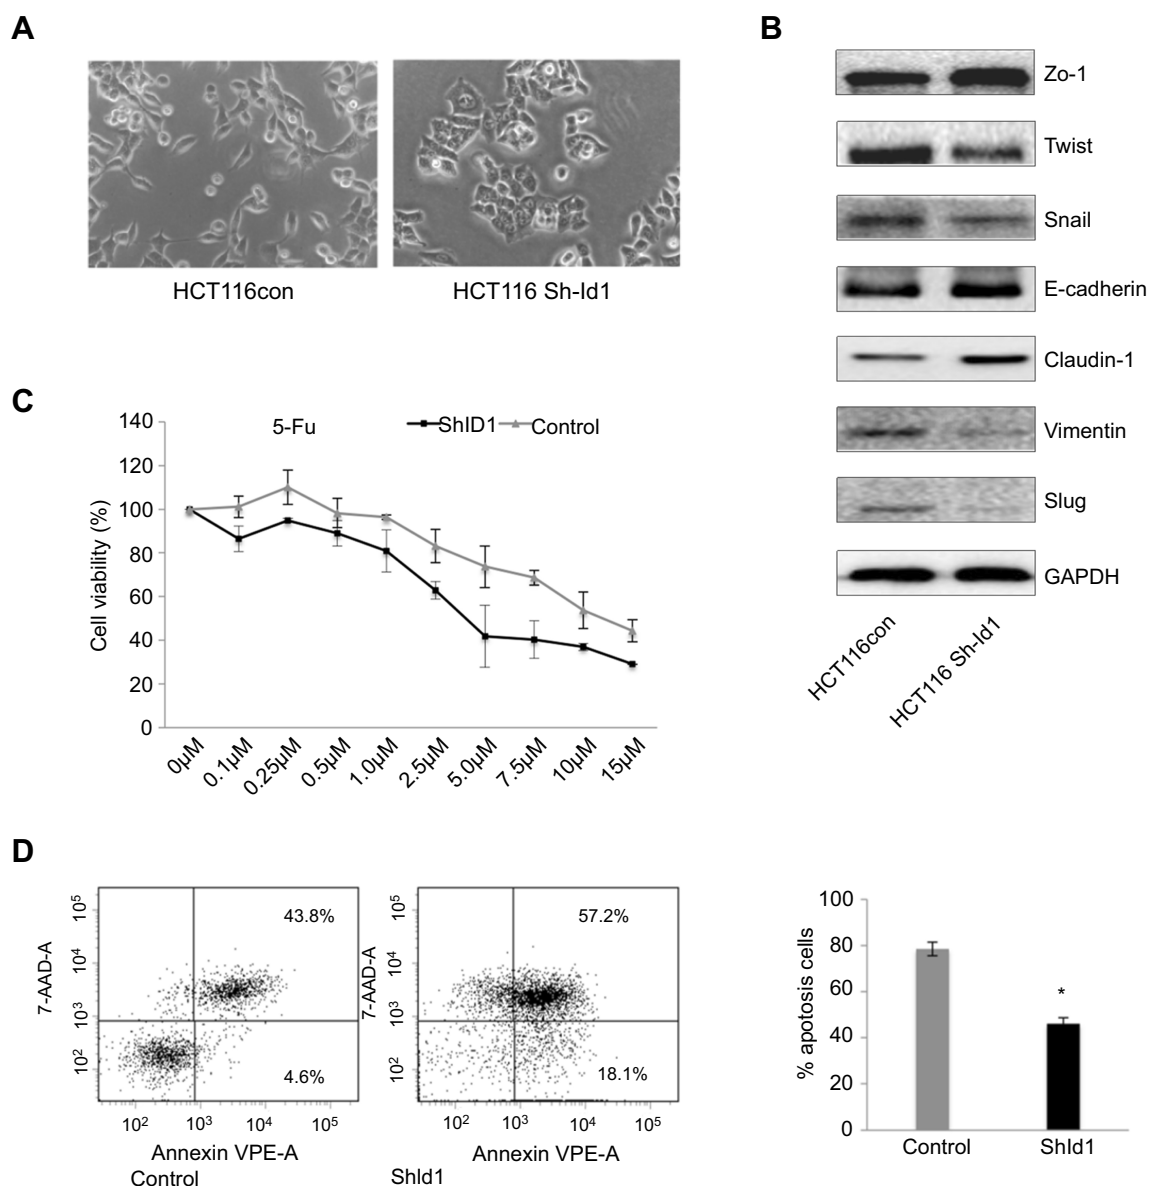 A
HCT116con
HCT116 Sh-Id1
B
Zo-1
Twist
Snail
E-cadherin
Claudin-1
Vimentin
Slug
GAPDH
HCT116con
HCT116 Sh-Id1
C
5-Fu
ShID1
Control
Cell viability (%)
140
120
100
80
60
40
20
0
0µM
0.1µM
0.25µM
0.5µM
1.0µM
2.5µM
5.0µM
7.5µM
10µM
15µM
D
7-AAD-A
10⁵
10⁴
10³
10²
43.8%
4.6%
10² 10³ 10⁴ 10⁵
Annexin VPE-A
Control
7-AAD-A
10⁵
10⁴
10³
10²
57.2%
18.1%
10² 10³ 10⁴ 10⁵
Annexin VPE-A
ShId1
% apotosis cells
100
80
60
40
20
0
*
Control
ShId1